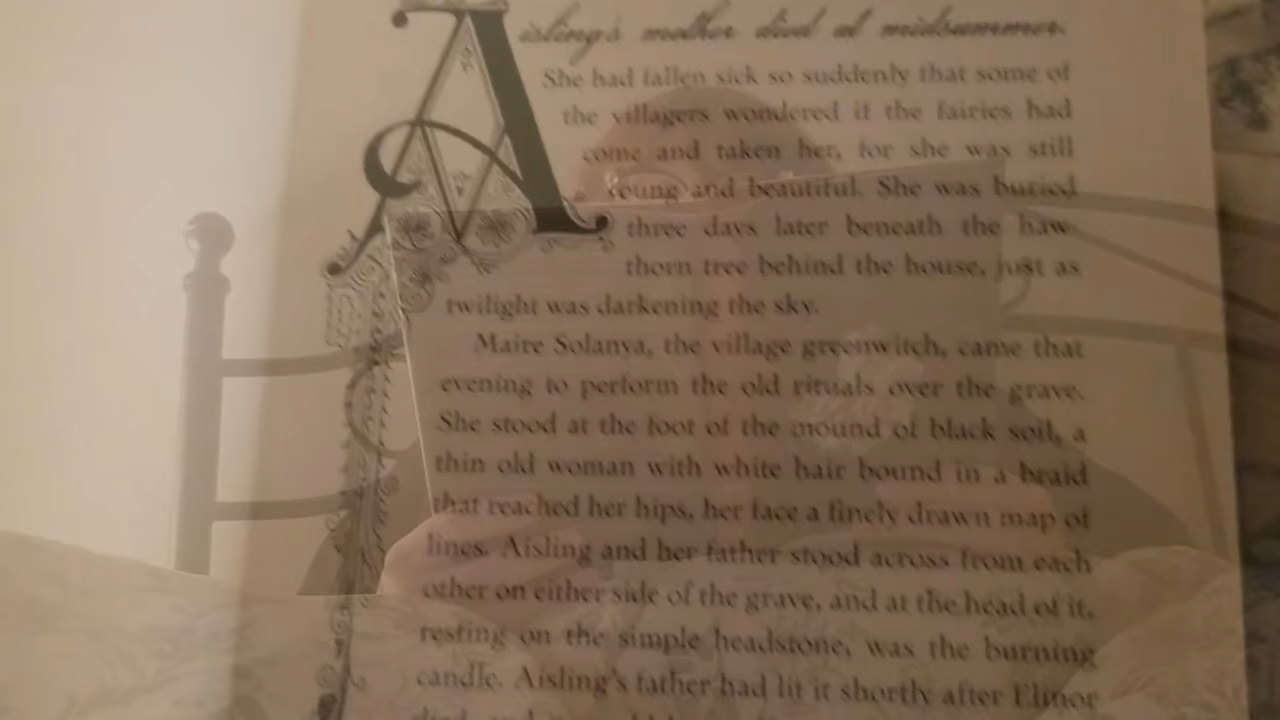 Aisling's mother died at midsummer.
She had fallen sick so suddenly that some of
the villagers wondered if the fairies had
come and taken her, for she was still
young and beautiful. She was buried
three days later beneath the haw-
thorn tree behind the house, just as
twilight was darkening the sky.
Maire Solanya, the village greenwitch, came that
evening to perform the old rituals over the grave.
She stood at the foot of the mound of black soil, a
thin old woman with white hair bound in a braid
that reached her hips, her face a finely drawn map of
lines. Aisling and her father stood across from each
other on either side of the grave, and at the head of it,
resting on the simple headstone, was the burning
candle. Aisling's father had lit it shortly after Elinor